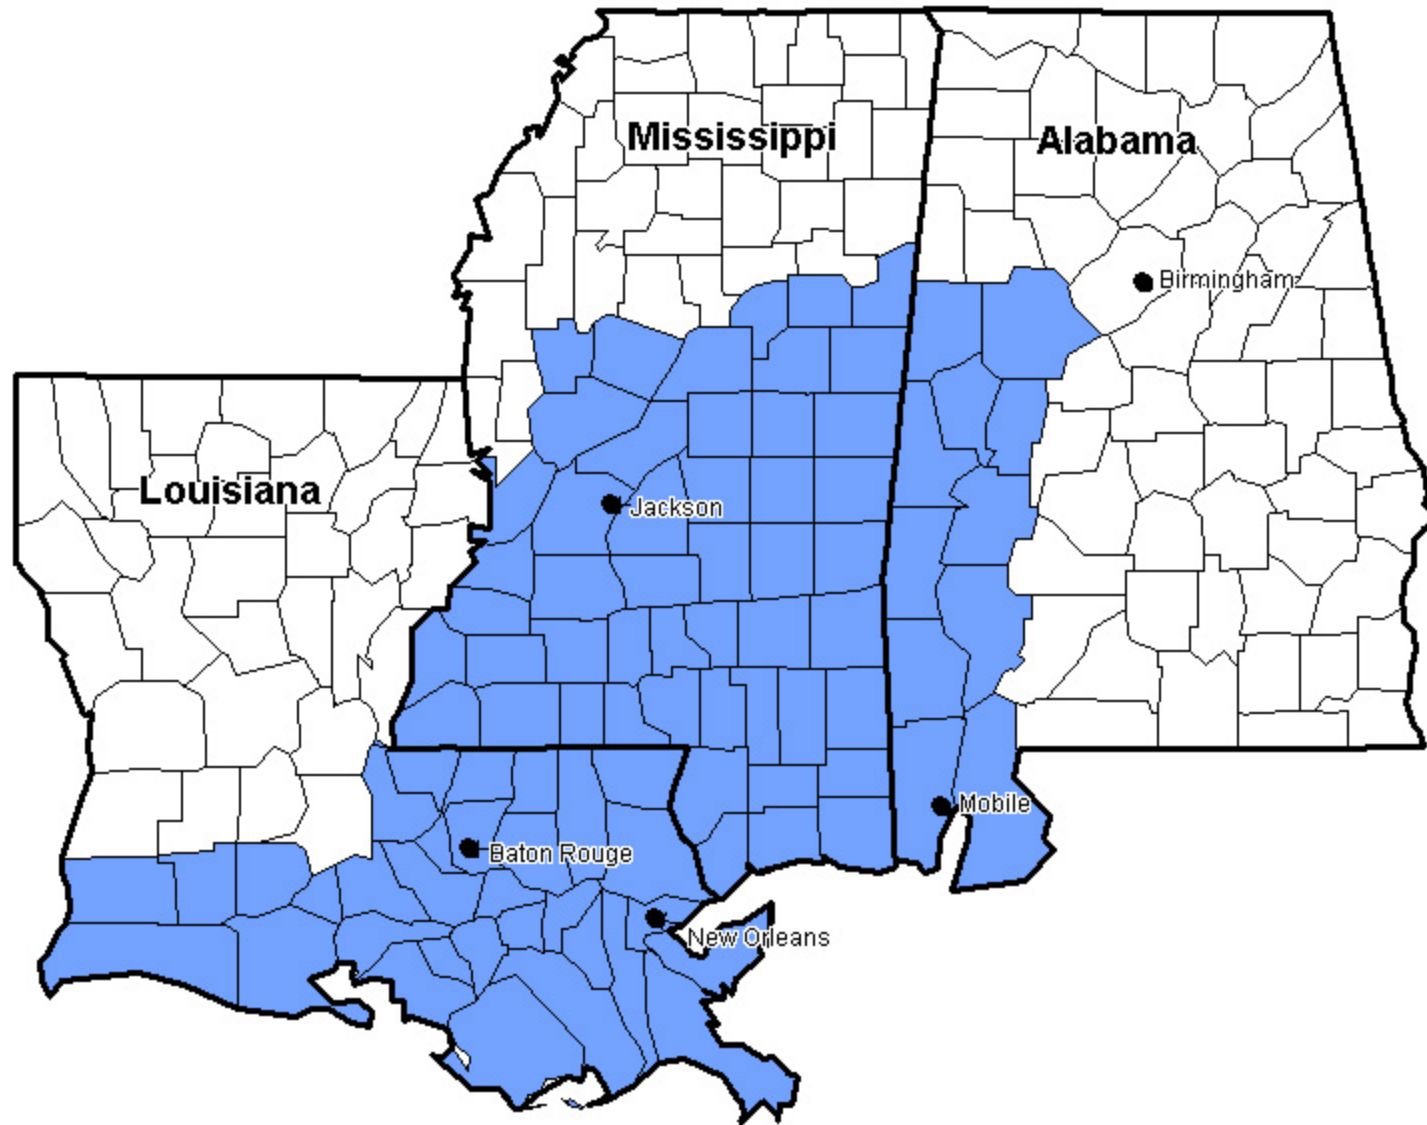 Mississippi
Alabama
Birmingham
Louisiana
Jackson
Mobile
Baton Rouge
New Orleans